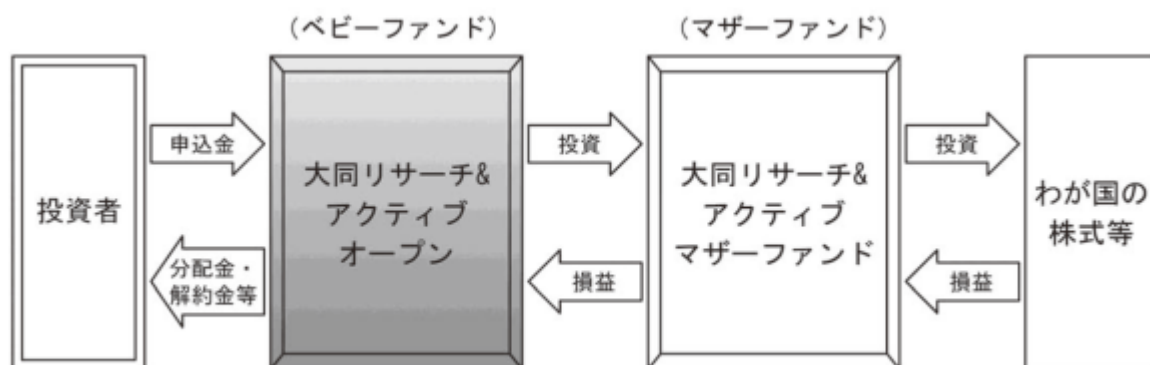 (ベビーファンド)
(マザーファンド)
投資者
申込金
分配金・
解約金等
大同リサーチ&
アクティブ
オープン
投資
損益
大同リサーチ&
アクティブ
マザーファンド
投資
損益
わが国の
株式等